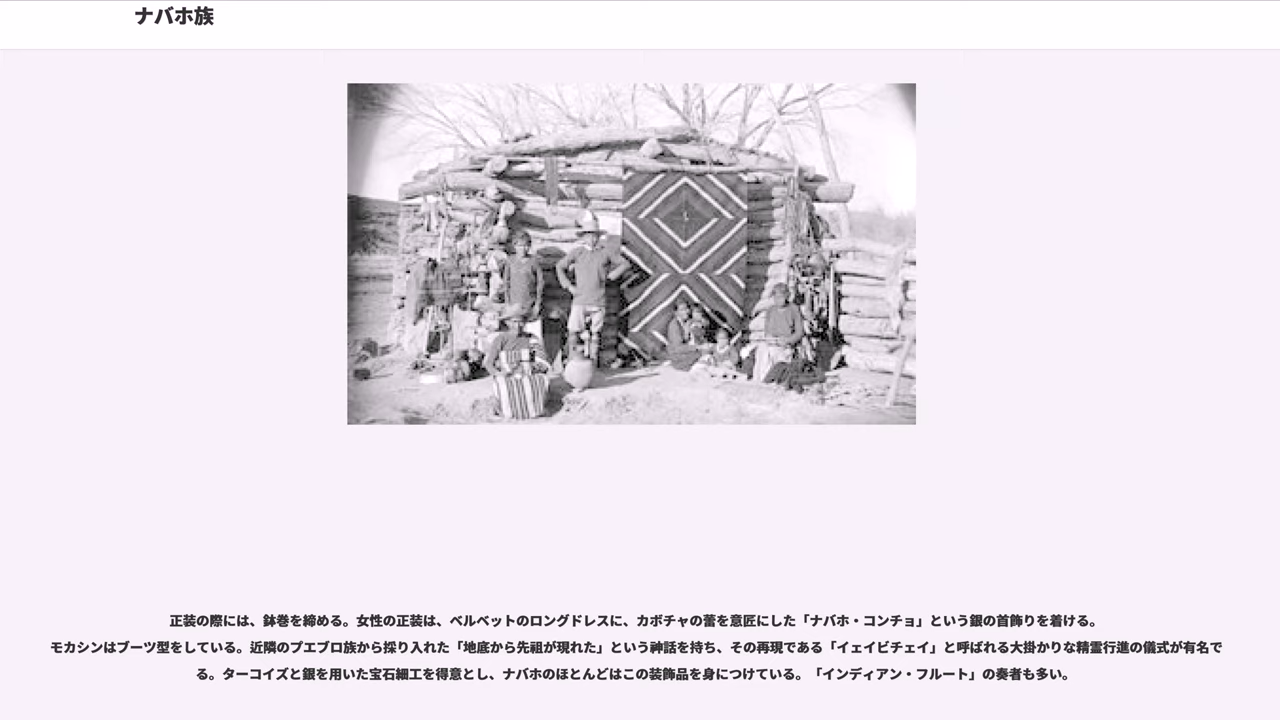 ナバホ族
正装の際には、鉢巻を締める。女性の正装は、ベルベットのロングドレスに、カボチャの蕾を意匠にした「ナバホ・コンチョ」という銀の首飾りを着ける。
モカシンはブーツ型をしている。近隣のプエブロ族から採り入れた「地底から先祖が現れた」という神話を持ち、その再現である「イェイビチェイ」と呼ばれる大掛かりな精霊行進の儀式が有名で
る。ターコイズと銀を用いた宝石細工を得意とし、ナバホのほとんどはこの装飾品を身につけている。「インディアン・フルート」の奏者も多い。